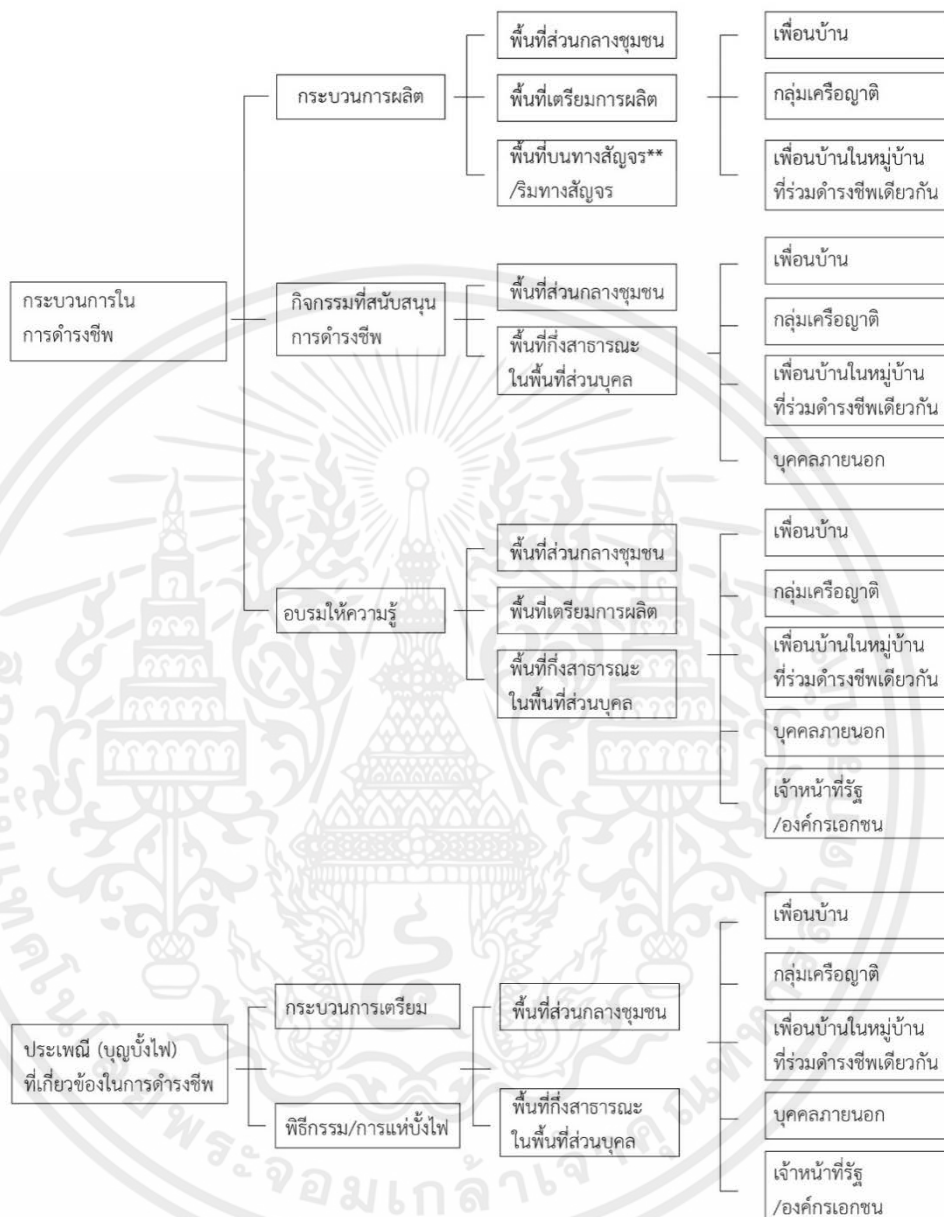 กระบวนการใน
การดำรงชีพ
กระบวนการผลิต
พื้นที่ส่วนกลางชุมชน
พื้นที่เตรียมการผลิต
พื้นที่บนทางสัญจร**
/ริมทางสัญจร
เพื่อนบ้าน
กลุ่มเครือญาติ
เพื่อนบ้านในหมู่บ้าน
ที่ร่วมดำรงชีพเดียวกัน
กิจกรรมที่สนับสนุน
การดำรงชีพ
พื้นที่ส่วนกลางชุมชน
พื้นที่กึ่งสาธารณะ
ในพื้นที่ส่วนบุคล
เพื่อนบ้าน
กลุ่มเครือญาติ
เพื่อนบ้านในหมู่บ้าน
ที่ร่วมดำรงชีพเดียวกัน
บุคคลภายนอก
อบรมให้ความรู้
พื้นที่ส่วนกลางชุมชน
พื้นที่เตรียมการผลิต
พื้นที่กึ่งสาธารณะ
ในพื้นที่ส่วนบุคล
เพื่อนบ้าน
กลุ่มเครือญาติ
เพื่อนบ้านในหมู่บ้าน
ที่ร่วมดำรงชีพเดียวกัน
บุคคลภายนอก
เจ้าหน้าที่รัฐ
/องค์กรเอกชน
ประเพณี (บุญบั้งไฟ)
ที่เกี่ยวข้องในการดำรงชีพ
กระบวนการเตรียม
พิธีกรรม/การแห่บั้งไฟ
พื้นที่ส่วนกลางชุมชน
พื้นที่กึ่งสาธารณะ
ในพื้นที่ส่วนบุคล
เพื่อนบ้าน
กลุ่มเครือญาติ
เพื่อนบ้านในหมู่บ้าน
ที่ร่วมดำรงชีพเดียวกัน
บุคคลภายนอก
เจ้าหน้าที่รัฐ
/องค์กรเอกชน